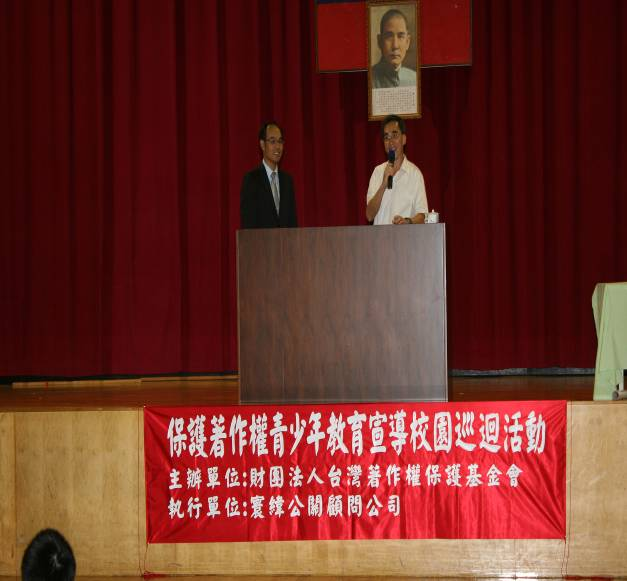 保護著作權青少年教育宣導校園巡迴活動
主辦單位:財團法人台灣著作權保護基金會
執行單位:寰緯公關顧問公司